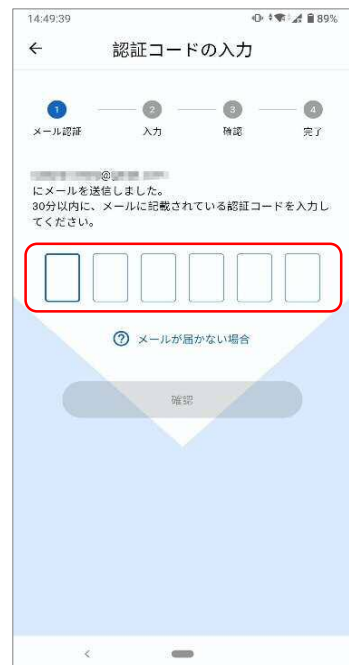 14:49:39
89%
認証コードの入力
1 2 3 4
メール認証 入力 確認 完了
にメールを送信しました。
30分以内に、メールに記載されている認証コードを入力し
てください。
メールが届かない場合
確認